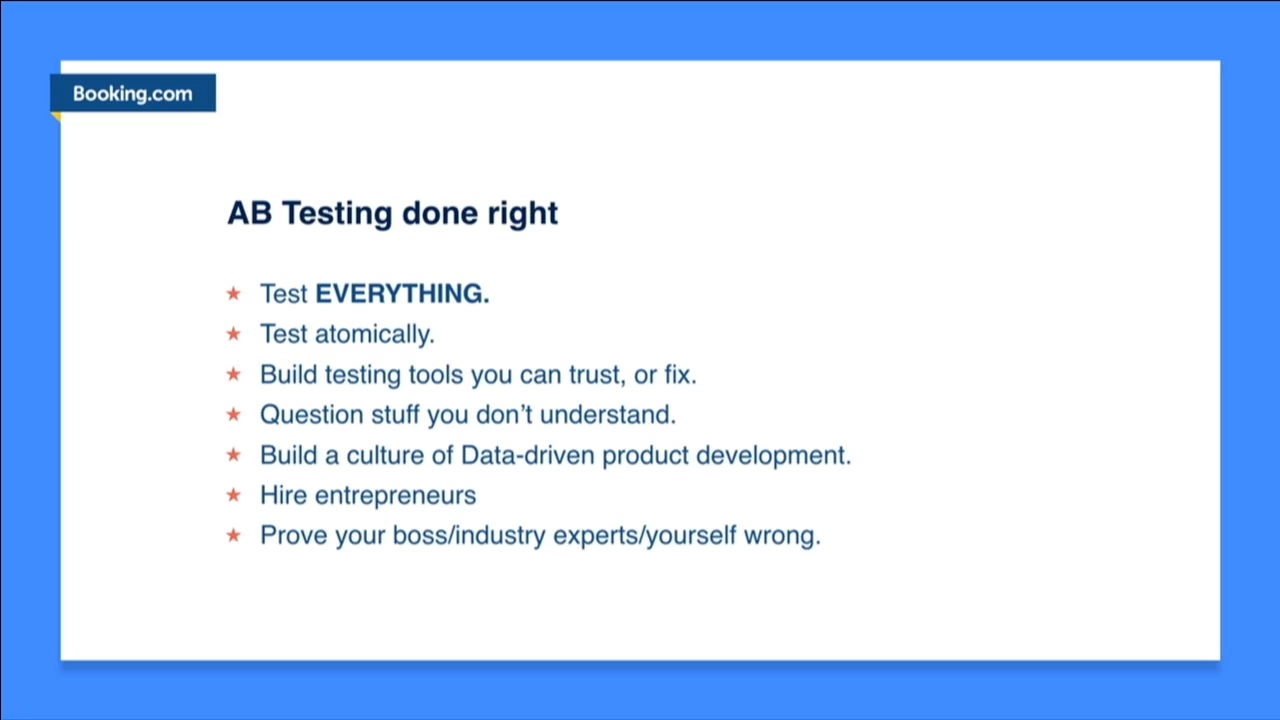 Booking.com
AB Testing done right
★ Test EVERYTHING.
★ Test atomically.
★ Build testing tools you can trust, or fix.
★ Question stuff you don’t understand.
★ Build a culture of Data-driven product development.
★ Hire entrepreneurs
★ Prove your boss/industry experts/yourself wrong.